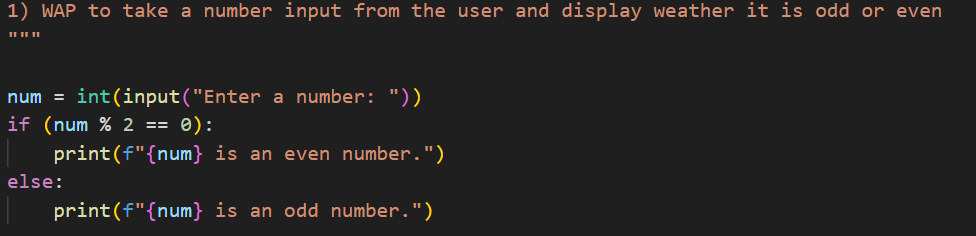 1) WAP to take a number input from the user and display weather it is odd or even
"""
num = int(input("Enter a number: "))
if (num % 2 == 0):
    print(f"{num} is an even number.")
else:
    print(f"{num} is an odd number.")